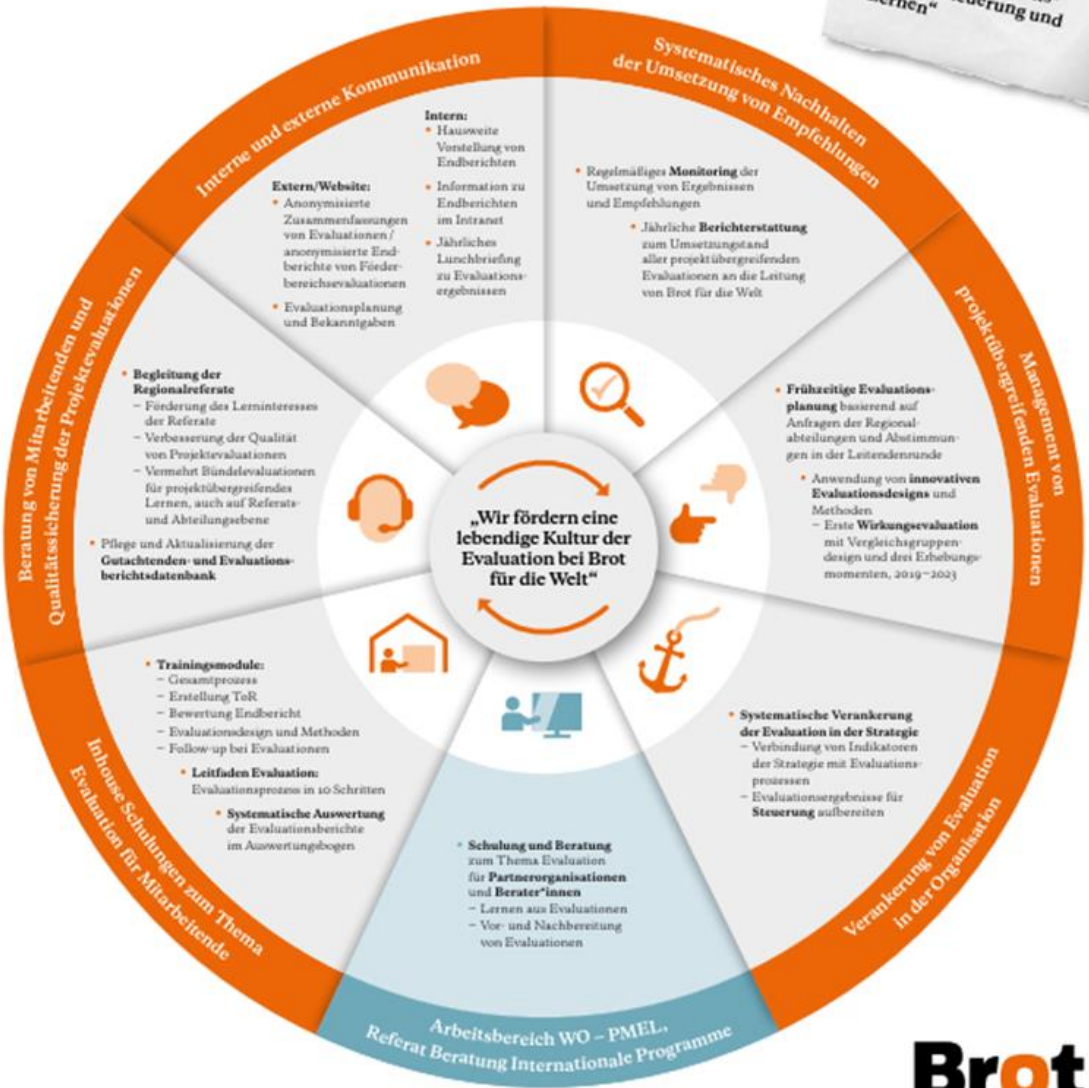 euerung und
Interne und externe Kommunikation
Intern:
• Hausweite
Vorstellung von
Endberichten
• Information zu
Endberichten
im Intranet
• Jährliches
Lunchbriefing
zu Evaluations-
ergebnissen
Extern/Website:
• Anonymisierte
Zusammenfassungen
von Evaluationen /
anonymisierte End-
berichte von Förder-
bereichsevaluationen
• Evaluationsplanung
und Bekanntgaben
Systematisches Nachhalten
der Umsetzung von Empfehlungen
• Regelmäßiges Monitoring der
Umsetzung von Ergebnissen
und Empfehlungen
• Jährliche Berichterstattung
zum Umsetzungstand
aller projektübergreifenden
Evaluationen an die Leitung
von Brot für die Welt
Management von
projektübergreifenden Evaluationen
• Frühzeitige Evaluations-
planung basierend auf
Anfragen der Regional-
abteilungen und Abstimmun-
gen in der Leitendenrunde
• Anwendung von innovativen
Evaluationsdesigns und
Methoden
– Erste Wirkungsevaluation
mit Vergleichsgruppen-
design und drei Erhebungs-
momenten, 2019–2023
Verankerung von Evaluation
in der Organisation
• Systematische Verankerung
der Evaluation in der Strategie
– Verbindung von Indikatoren
der Strategie mit Evaluations-
prozessen
– Evaluationsergebnisse für
Steuerung aufbereiten
Arbeitsbereich WO – PMEL,
Referat Beratung Internationale Programme
• Schulung und Beratung
zum Thema Evaluation
für Partnerorganisationen
und Berater*innen
– Lernen aus Evaluationen
– Vor- und Nachbereitung
von Evaluationen
Inhouse Schulungen zum Thema
Evaluation für Mitarbeitende
• Trainingsmodule:
– Gesamtprozess
– Erstellung ToR
– Bewertung Endbericht
– Evaluationsdesign und Methoden
– Follow-up bei Evaluationen
• Leitfaden Evaluation:
Evaluationsprozess in 10 Schritten
• Systematische Auswertung
der Evaluationsberichte
im Auswertungsbogen
Beratung von Mitarbeitenden und
Qualitätssicherung der Projektevaluationen
• Begleitung der
Regionalreferate
– Förderung des Lerninteresses
der Referate
– Verbesserung der Qualität
von Projektevaluationen
– Vermehrt Bündelevaluationen
für projektübergreifendes
Lernen, auch auf Referats-
und Abteilungsebene
• Pflege und Aktualisierung der
Gutachtenden- und Evaluations-
berichtsdatenbank
„Wir fördern eine
lebendige Kultur der
Evaluation bei Brot
für die Welt“
Brot